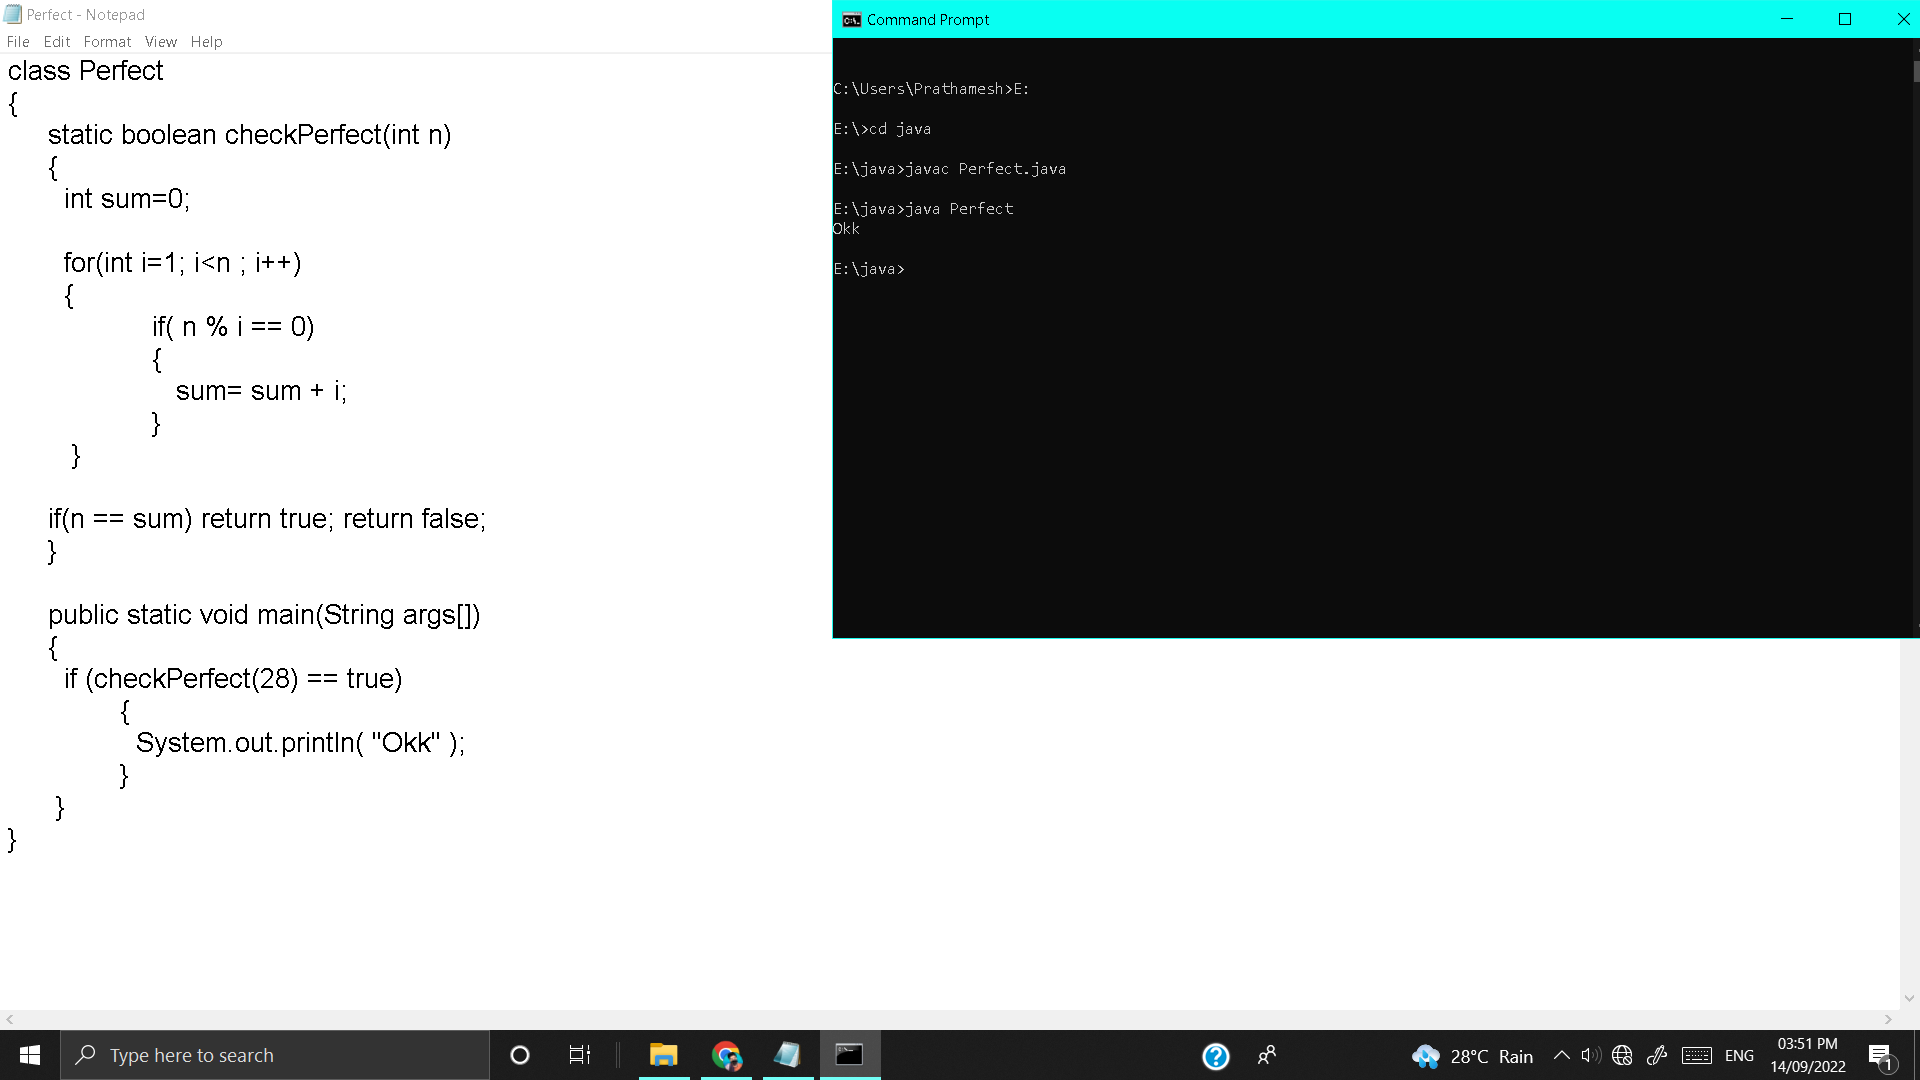 Perfect - Notepad
File Edit Format View Help
class Perfect
{
static boolean checkPerfect(int n)
{
int sum=0;
for(int i=1; i<n ; i++)
{
if( n % i == 0)
{
sum= sum + i;
}
}
if(n == sum) return true; return false;
}
public static void main(String args[])
{
if (checkPerfect(28) == true)
{
System.out.println( "Okk" );
}
}
}
Command Prompt
C:\Users\Prathamesh>E:
E:\>cd java
E:\java>javac Perfect.java
E:\java>java Perfect
Okk
E:\java>
Type here to search
28°C Rain
ENG
03:51 PM
14/09/2022
1